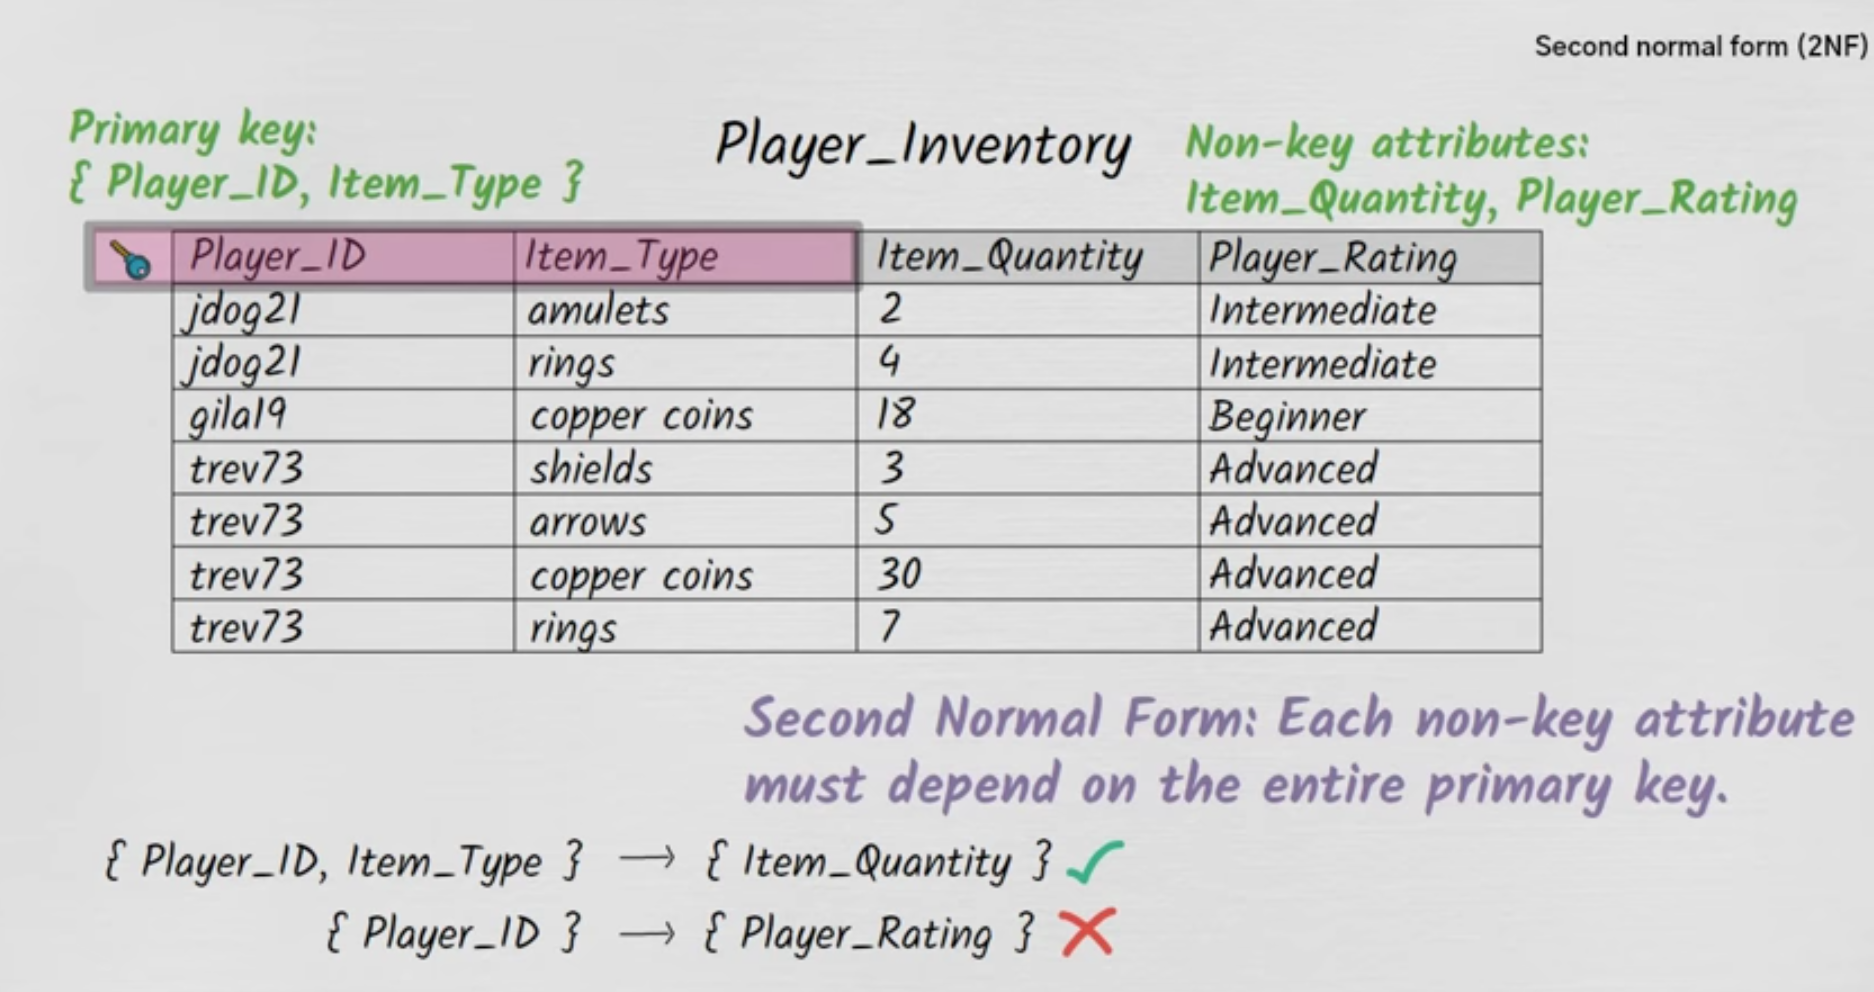 Second normal form (2NF)
Primary key:
{ Player_ID, Item_Type }
Player_Inventory
Non-key attributes:
Item_Quantity, Player_Rating
Player_ID Item_Type Item_Quantity Player_Rating
jdog21 amulets 2 Intermediate
jdog21 rings 4 Intermediate
gila19 copper coins 18 Beginner
trev73 shields 3 Advanced
trev73 arrows 5 Advanced
trev73 copper coins 30 Advanced
trev73 rings 7 Advanced
Second Normal Form: Each non-key attribute
must depend on the entire primary key.
{ Player_ID, Item_Type } → { Item_Quantity } ✓
{ Player_ID } → { Player_Rating } ✗